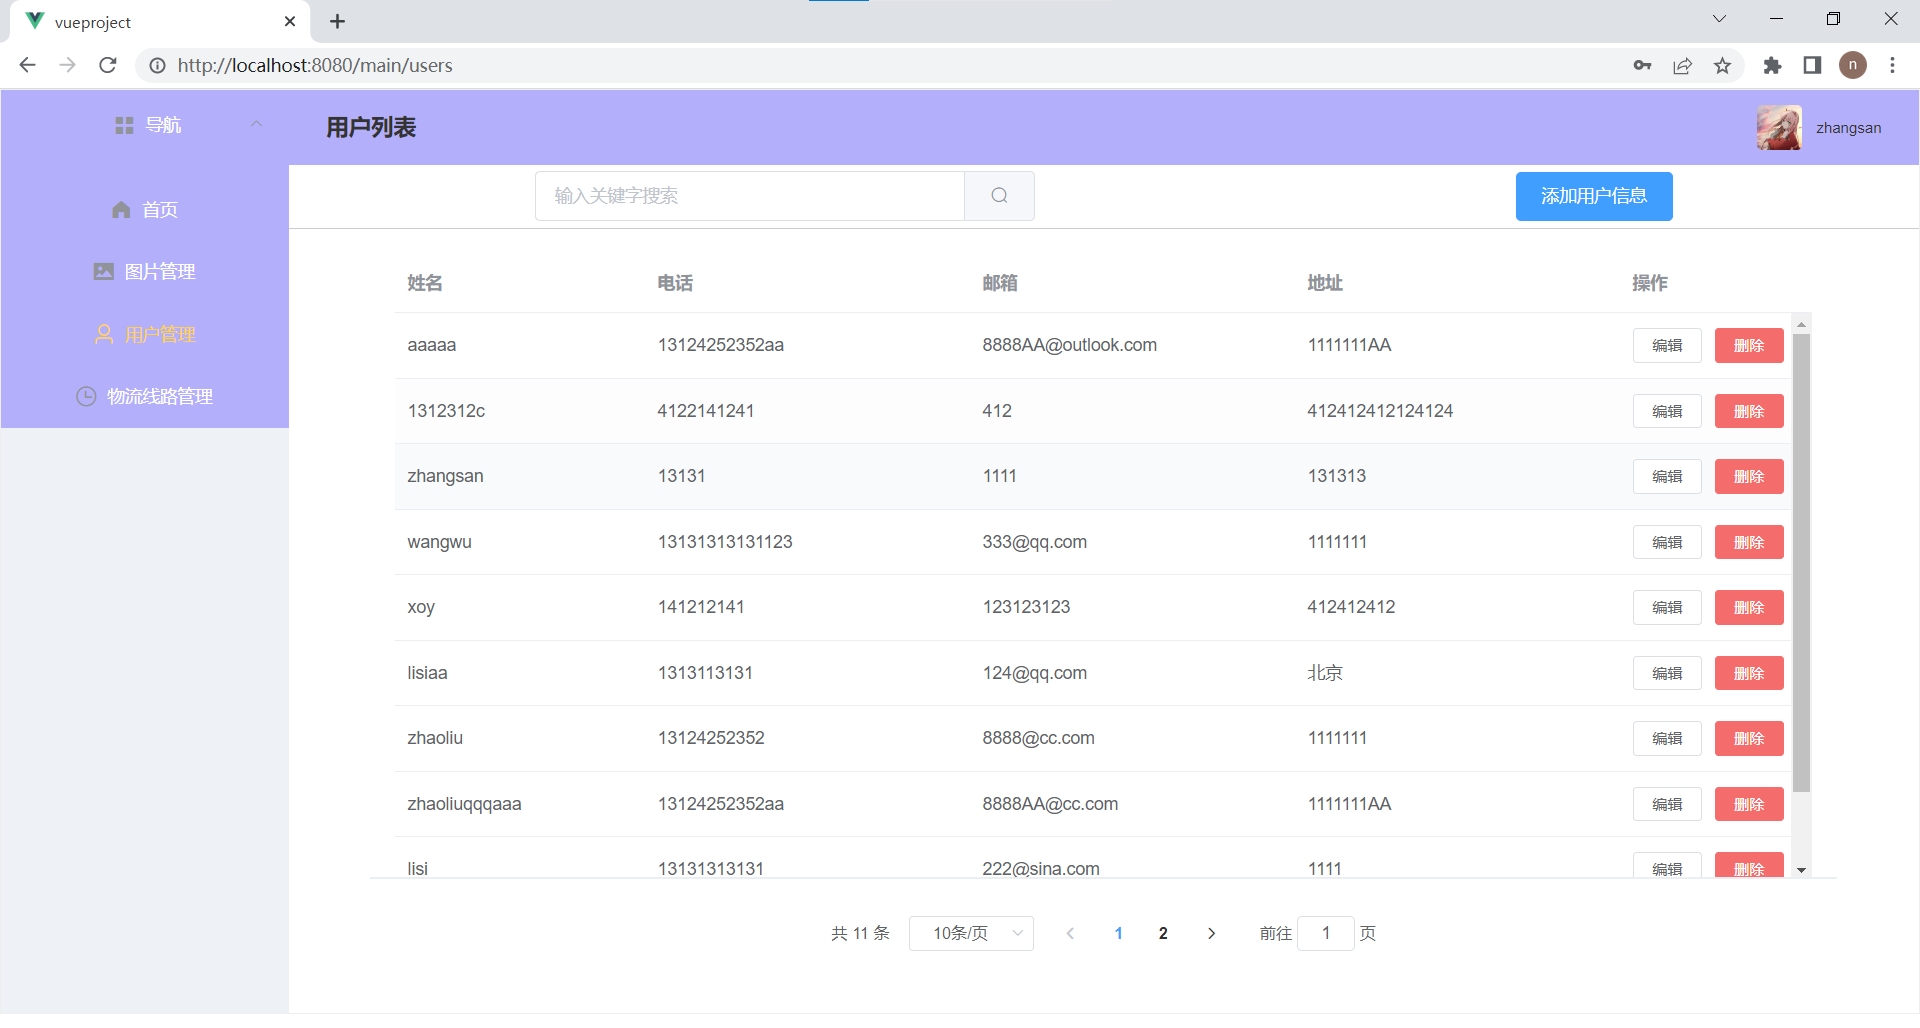 vueproject
http://localhost:8080/main/users
n
导航
用户列表
zhangsan
首页
图片管理
用户管理
物流线路管理
输入关键字搜索
添加用户信息
姓名 电话 邮箱 地址 操作
aaaaa 13124252352aa 8888AA@outlook.com 1111111AA 编辑 删除
1312312c 4122141241 412 412412412124124 编辑 删除
zhangsan 13131 1111 131313 编辑 删除
wangwu 13131313131123 333@qq.com 1111111 编辑 删除
xoy 141212141 123123123 412412412 编辑 删除
lisiaa 1313113131 124@qq.com 北京 编辑 删除
zhaoliu 13124252352 8888@cc.com 1111111 编辑 删除
zhaoliuqqqaaa 13124252352aa 8888AA@cc.com 1111111AA 编辑 删除
lisi 13131313131 222@sina.com 1111 编辑 删除
共 11 条 10条/页 1 2 前往 1 页